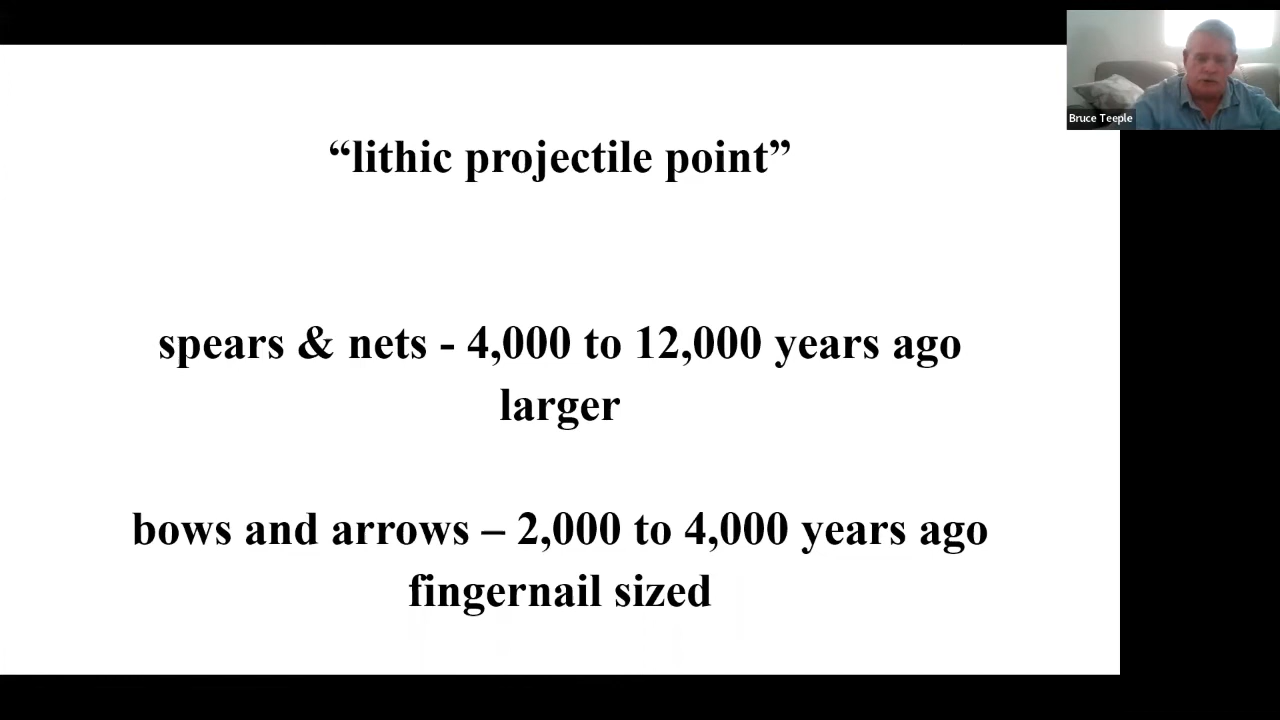 “lithic projectile point”
spears & nets - 4,000 to 12,000 years ago
larger
bows and arrows – 2,000 to 4,000 years ago
fingernail sized
Bruce Teeple